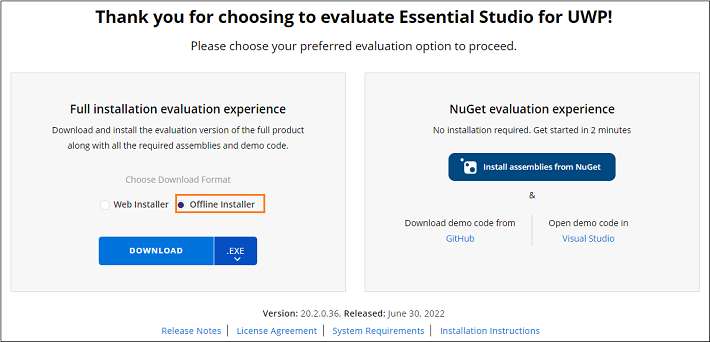 Thank you for choosing to evaluate Essential Studio for UWP!
Please choose your preferred evaluation option to proceed.
Full installation evaluation experience
Download and install the evaluation version of the full product
along with all the required assemblies and demo code.
Choose Download Format
Web Installer Offline Installer
DOWNLOAD .EXE
NuGet evaluation experience
No installation required. Get started in 2 minutes
Install assemblies from NuGet
&
Download demo code from
GitHub
Open demo code in
Visual Studio
Version: 20.2.0.36, Released: June 30, 2022
Release Notes | License Agreement | System Requirements | Installation Instructions